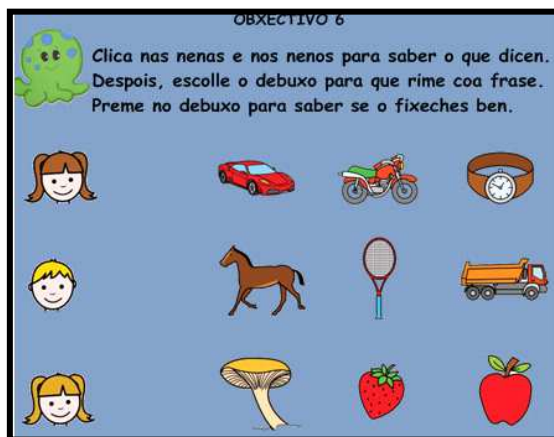 OBXECTIVO 6
Clica nas nenas e nos nenos para saber o que dicen.
Despois, escolle o debuxo para que rime coa frase.
Preme no debuxo para saber se o fixeches ben.